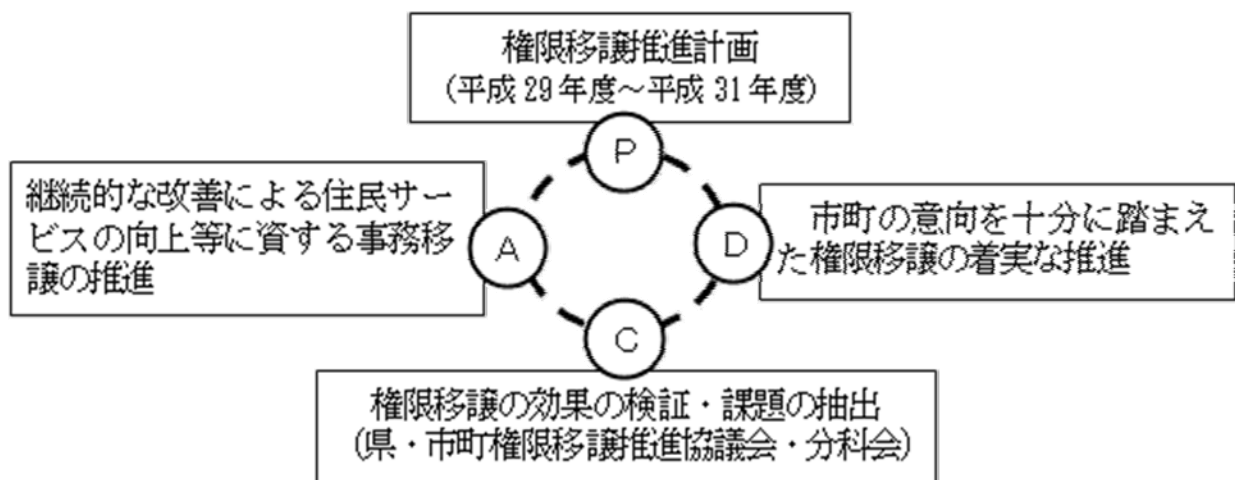 権限移譲推進計画
(平成29年度～平成31年度)
P
継続的な改善による住民サー
ビスの向上等に資する事務移
譲の推進
A
D
市町の意向を十分に踏まえ
た権限移譲の着実な推進
C
権限移譲の効果の検証・課題の抽出
(県・市町権限移譲推進協議会・分科会)